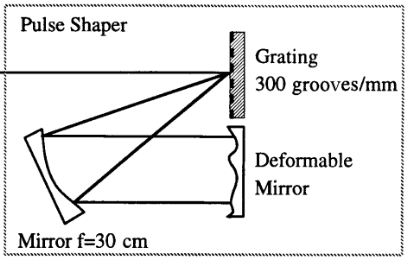 Pulse Shaper
Grating
300 grooves/mm
Deformable
Mirror
Mirror f=30 cm